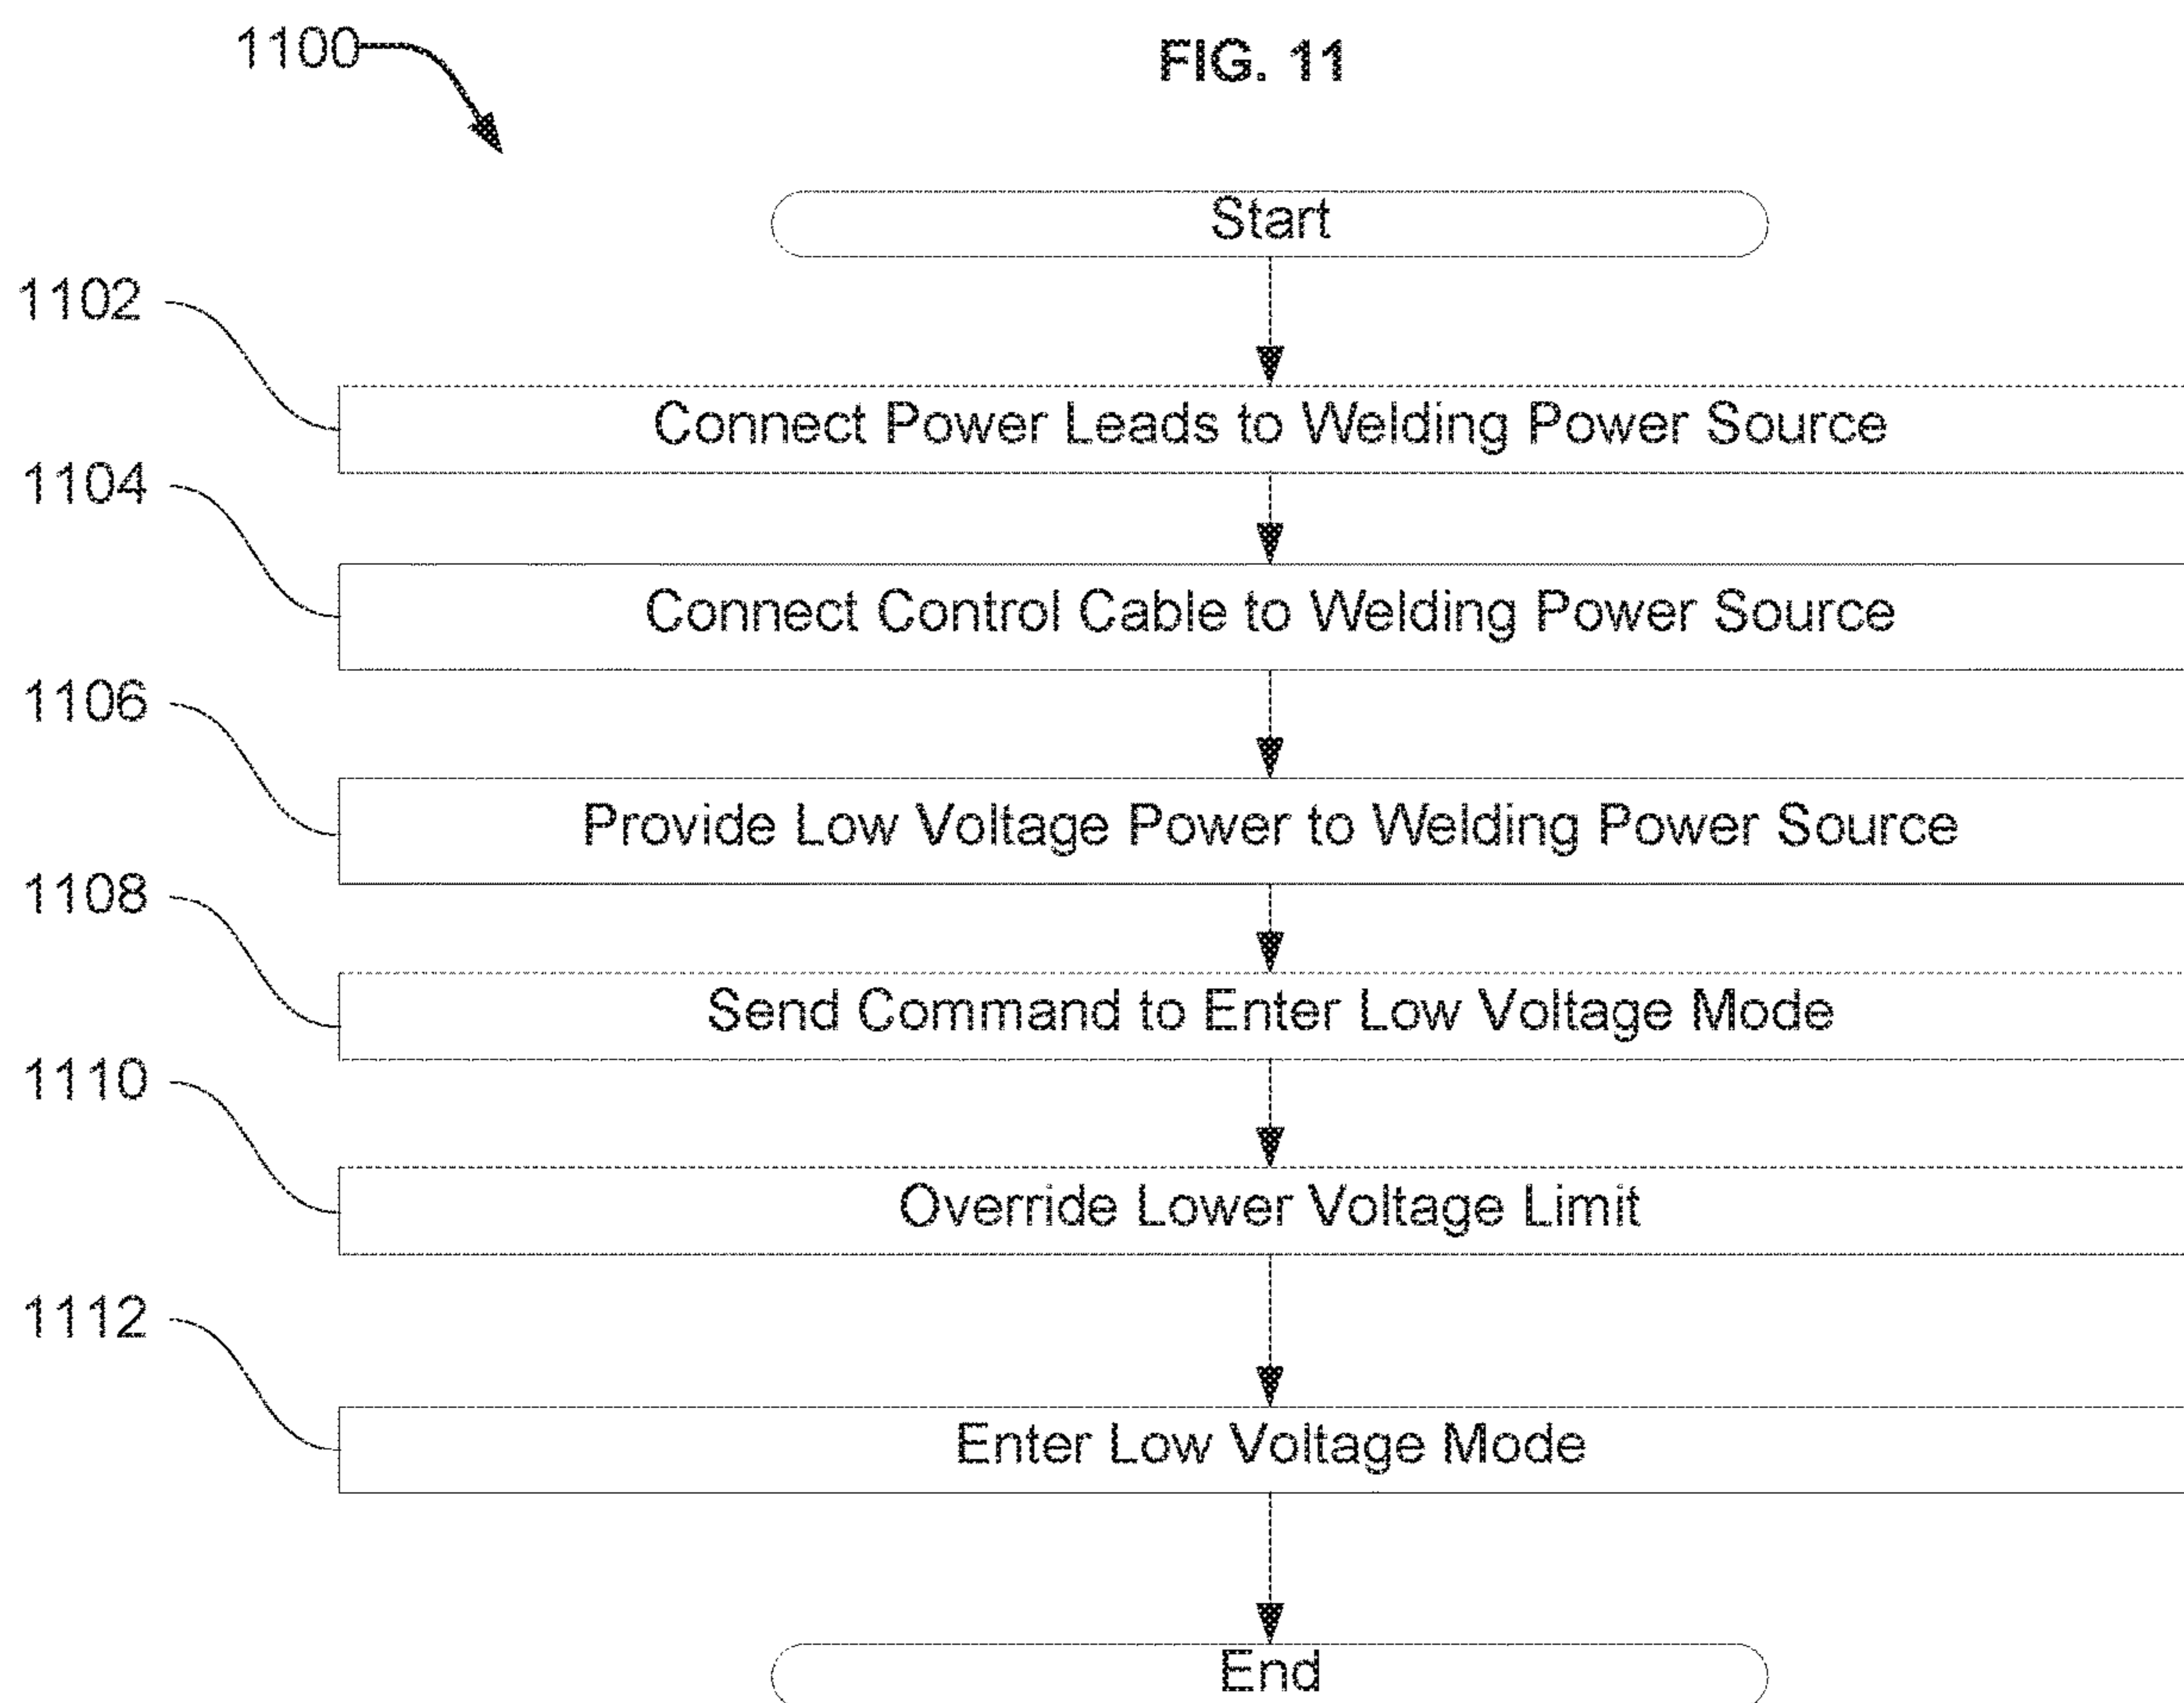 1100
FIG. 11
Start
1102
Connect Power Leads to Welding Power Source
1104
Connect Control Cable to Welding Power Source
1106
Provide Low Voltage Power to Welding Power Source
1108
Send Command to Enter Low Voltage Mode
1110
Override Lower Voltage Limit
1112
Enter Low Voltage Mode
End